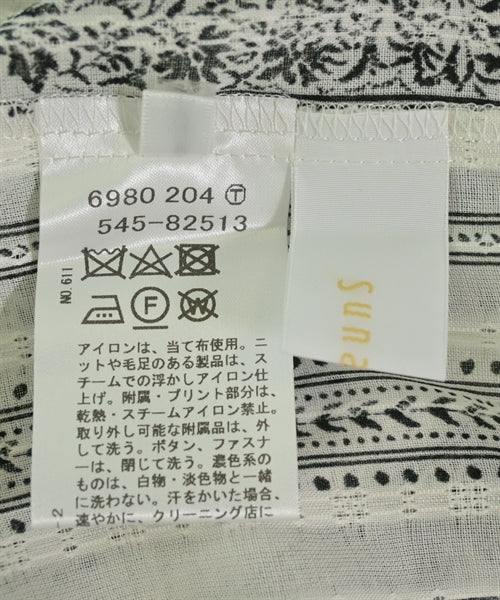 6980 204 Ⓣ
545-82513
NO.611
F
W
アイロンは、当て布使用。ニ
ットや毛足のある製品は、ス
チームでの浮かしアイロン仕
上げ。附属・プリント部分は、
乾熱・スチームアイロン禁止。
取り外し可能な附属品は、外
して洗う。ボタン、ファスナ
ーは、閉じて洗う。濃色系の
ものは、白物・淡色物と一緒
に洗わない。汗をかいた場合、
速やかに、クリーニング店に
-2
Suna